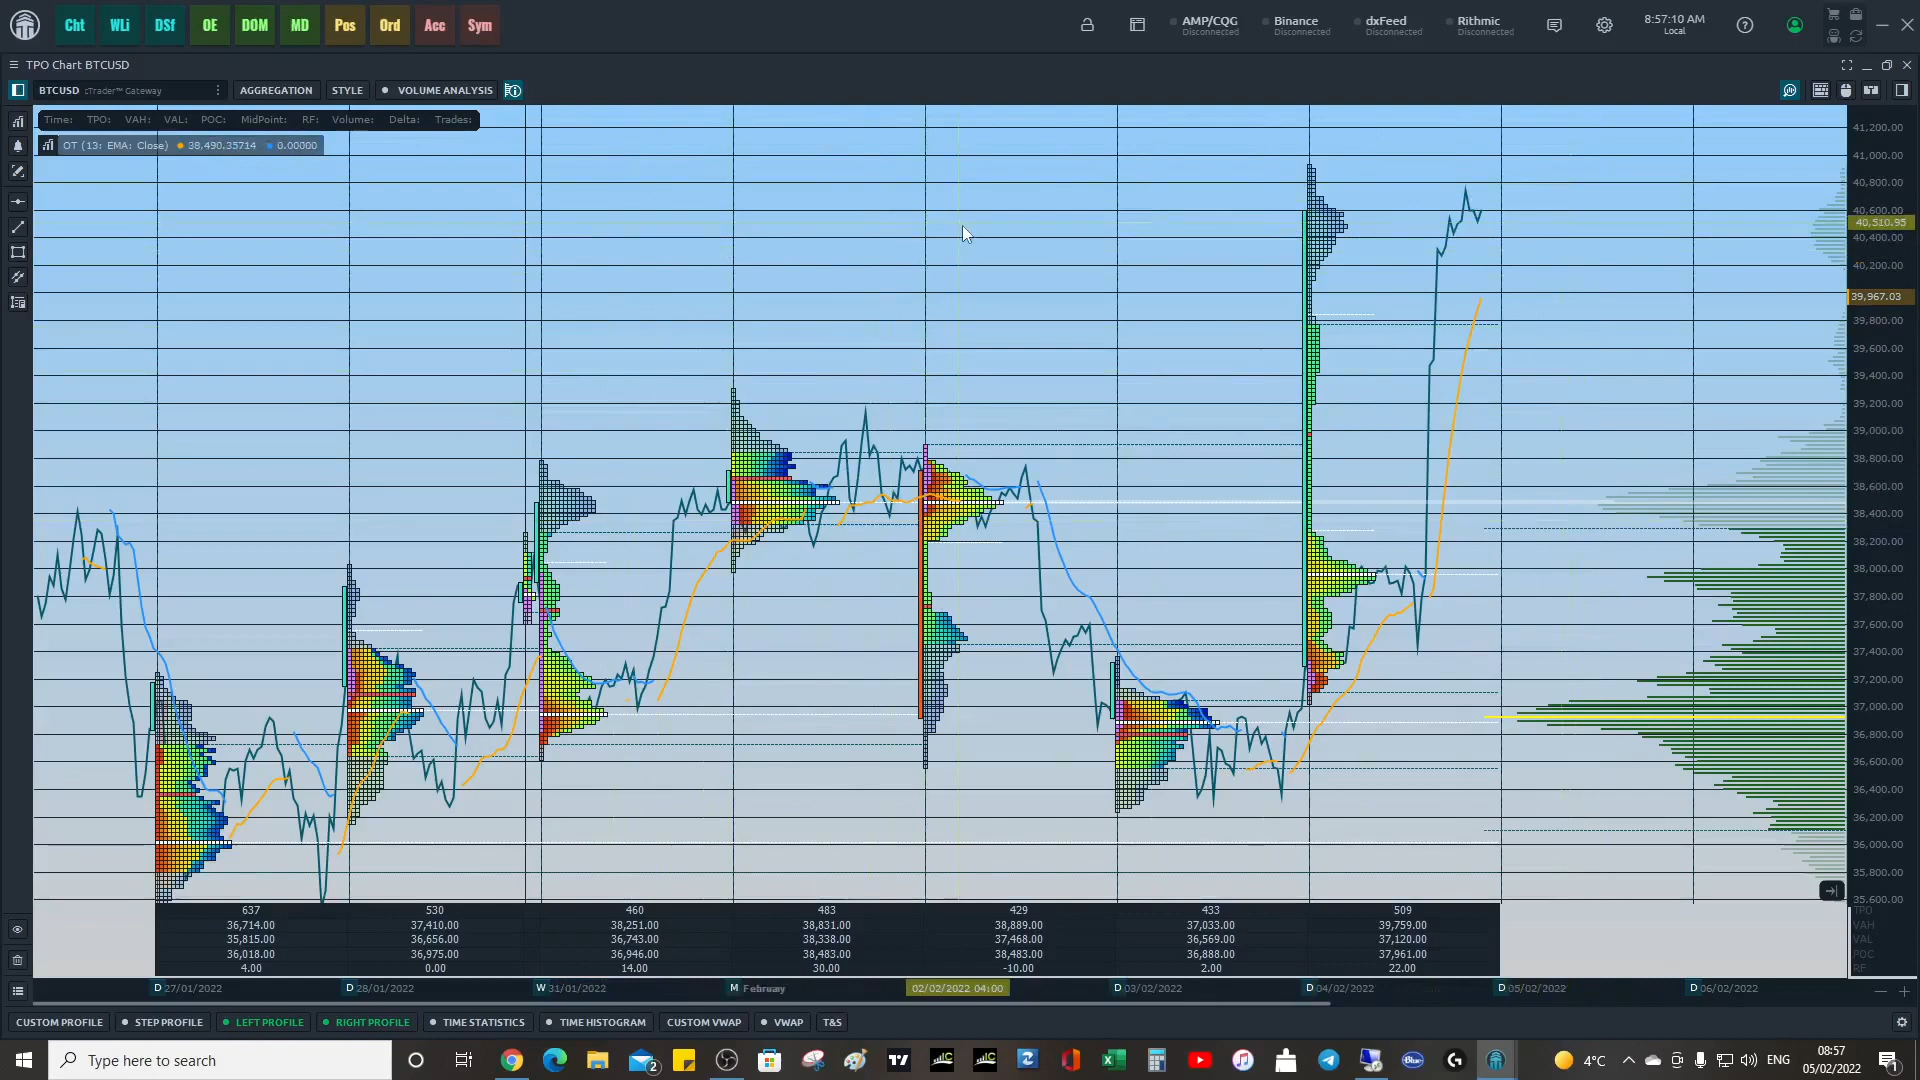 Cht WLi DSf OE DOM MD Pos Ord Acc Sym
AMP/CQG Disconnected Binance Disconnected dxFeed Disconnected Rithmic Disconnected
8:57:10 AM
Local
TPO Chart BTCUSD
BTCUSD cTrader™ Gateway AGGREGATION STYLE VOLUME ANALYSIS
Time: TPO: VAH: VAL: POC: MidPoint: RF: Volume: Delta: Trades:
OT (13: EMA: Close) 38,490.35714 0.00000
41,200.00
41,000.00
40,800.00
40,600.00
40,510.95
40,400.00
40,200.00
39,967.03
39,800.00
39,600.00
39,400.00
39,200.00
39,000.00
38,800.00
38,600.00
38,400.00
38,200.00
38,000.00
37,800.00
37,600.00
37,400.00
37,200.00
37,000.00
36,800.00
36,600.00
36,400.00
36,200.00
36,000.00
35,800.00
35,600.00
637 530 460 483 429 433 509 TPO
36,714.00 37,410.00 38,251.00 38,831.00 38,889.00 37,033.00 39,759.00 VAH
35,815.00 36,656.00 36,743.00 38,338.00 37,468.00 36,569.00 37,120.00 VAL
36,018.00 36,975.00 36,946.00 38,483.00 38,483.00 36,888.00 37,961.00 POC
4.00 0.00 14.00 30.00 -10.00 2.00 22.00 RF
D 27/01/2022 D 28/01/2022 W 31/01/2022 M February 02/02/2022 04:00 D 03/02/2022 D 04/02/2022 D 05/02/2022 D 06/02/2022
CUSTOM PROFILE STEP PROFILE LEFT PROFILE RIGHT PROFILE TIME STATISTICS TIME HISTOGRAM CUSTOM VWAP VWAP T&S
Type here to search
2
4°C
ENG
08:57
05/02/2022
1